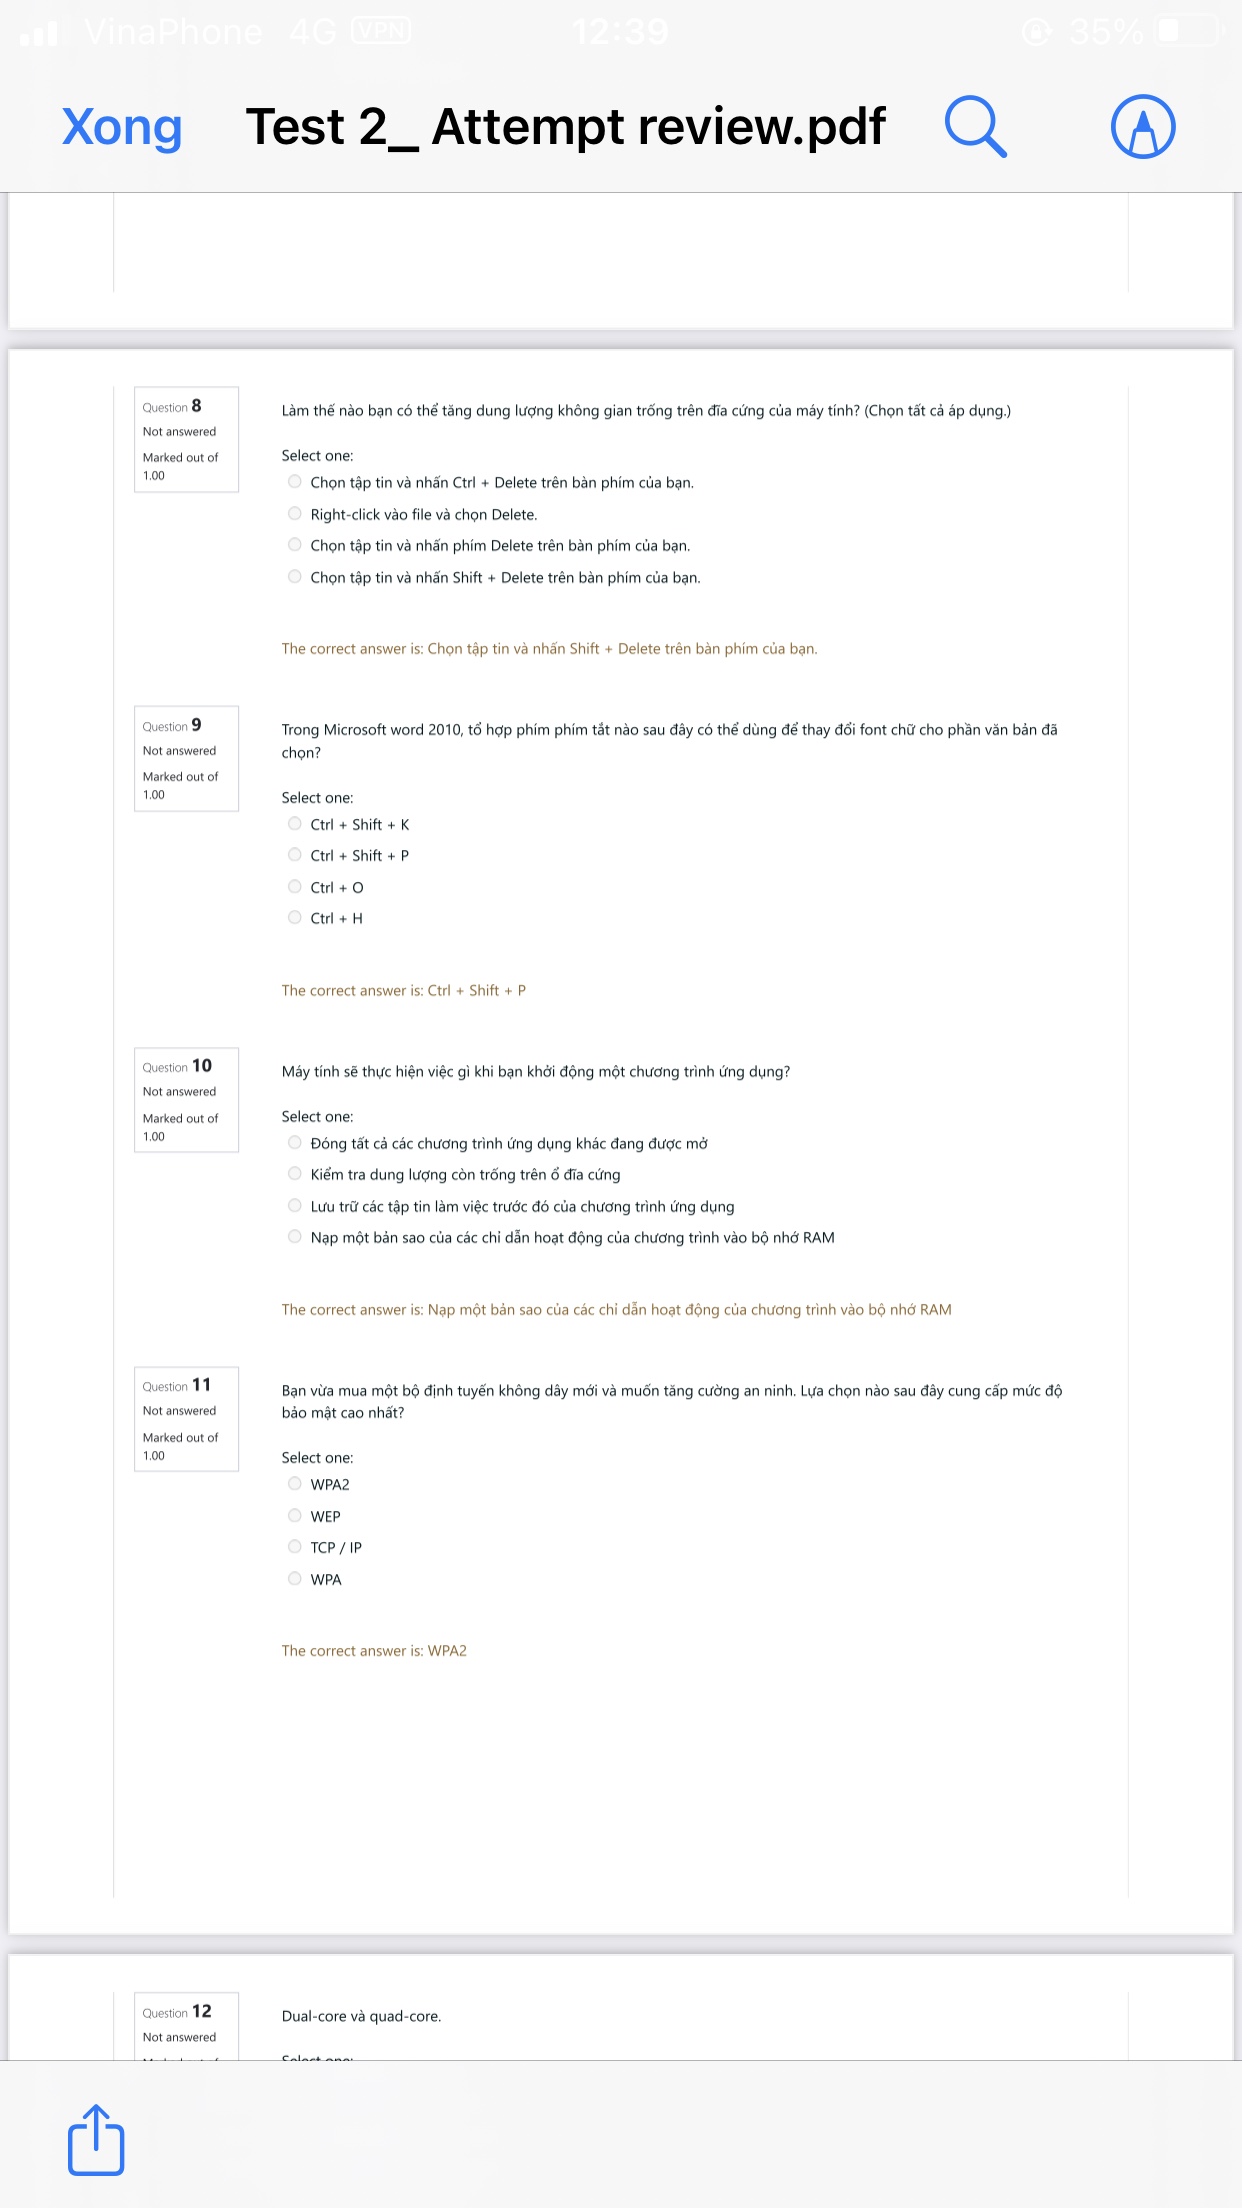 VinaPhone 4G VPN 12:39 35%
Xong Test 2_ Attempt review.pdf
Question 8
Not answered
Marked out of
1.00
Làm thế nào bạn có thể tăng dung lượng không gian trống trên đĩa cứng của máy tính? (Chọn tất cả áp dụng.)
Select one:
Chọn tập tin và nhấn Ctrl + Delete trên bàn phím của bạn.
Right-click vào file và chọn Delete.
Chọn tập tin và nhấn phím Delete trên bàn phím của bạn.
Chọn tập tin và nhấn Shift + Delete trên bàn phím của bạn.
The correct answer is: Chọn tập tin và nhấn Shift + Delete trên bàn phím của bạn.
Question 9
Not answered
Marked out of
1.00
Trong Microsoft word 2010, tổ hợp phím phím tắt nào sau đây có thể dùng để thay đổi font chữ cho phần văn bản đã
chọn?
Select one:
Ctrl + Shift + K
Ctrl + Shift + P
Ctrl + O
Ctrl + H
The correct answer is: Ctrl + Shift + P
Question 10
Not answered
Marked out of
1.00
Máy tính sẽ thực hiện việc gì khi bạn khởi động một chương trình ứng dụng?
Select one:
Đóng tất cả các chương trình ứng dụng khác đang được mở
Kiểm tra dung lượng còn trống trên ổ đĩa cứng
Lưu trữ các tập tin làm việc trước đó của chương trình ứng dụng
Nạp một bản sao của các chỉ dẫn hoạt động của chương trình vào bộ nhớ RAM
The correct answer is: Nạp một bản sao của các chỉ dẫn hoạt động của chương trình vào bộ nhớ RAM
Question 11
Not answered
Marked out of
1.00
Bạn vừa mua một bộ định tuyến không dây mới và muốn tăng cường an ninh. Lựa chọn nào sau đây cung cấp mức độ
bảo mật cao nhất?
Select one:
WPA2
WEP
TCP / IP
WPA
The correct answer is: WPA2
Question 12
Not answered
Marked out of
Dual-core và quad-core.
Select one: